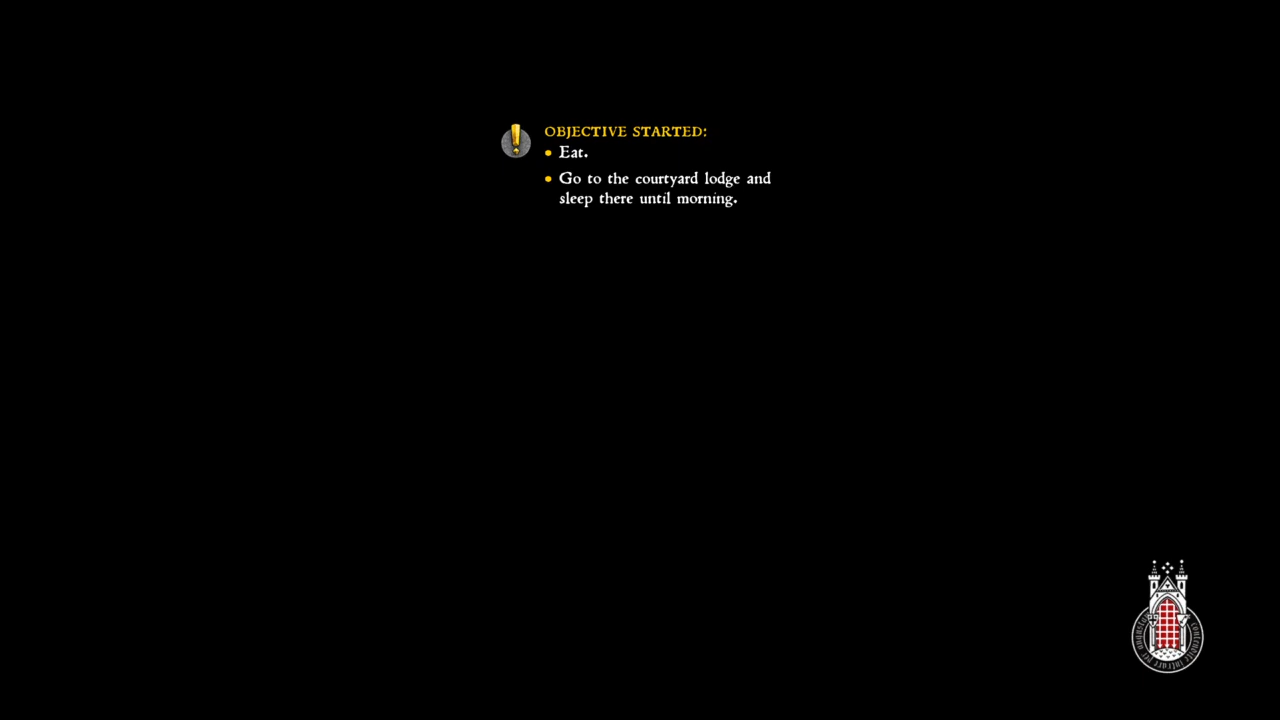 OBJECTIVE STARTED:
• Eat.
• Go to the courtyard lodge and
sleep there until morning.